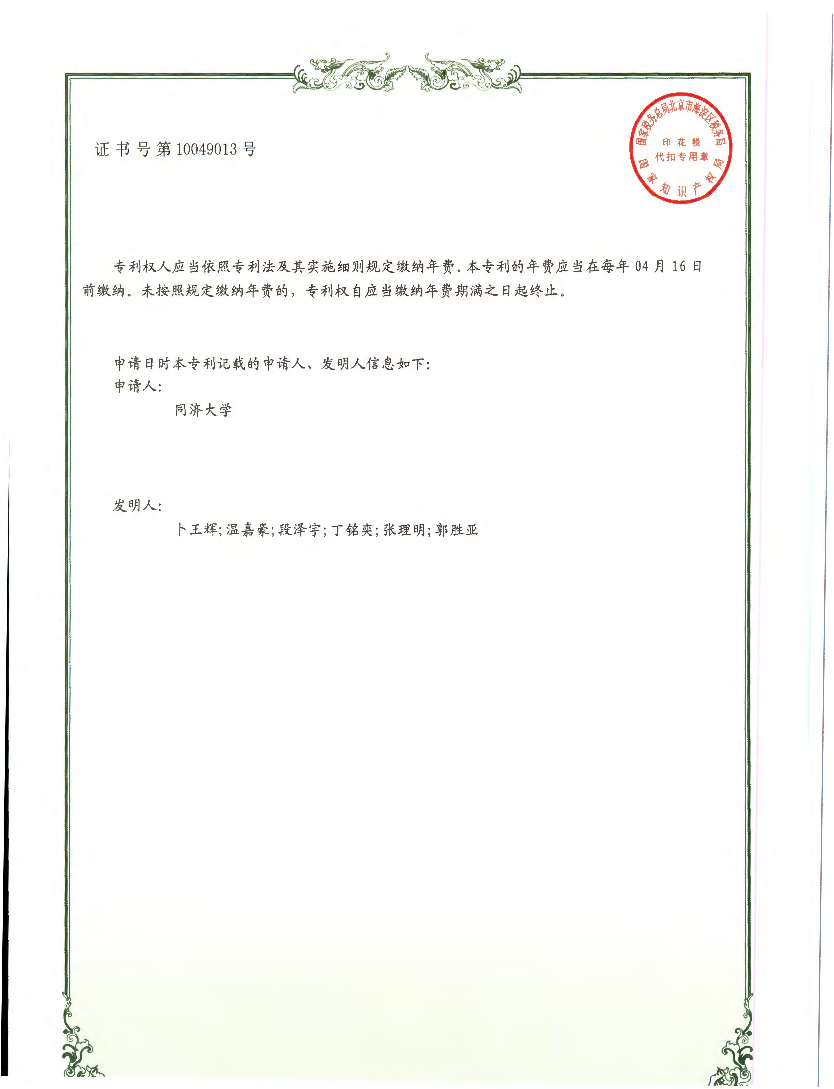 证书号第10049013号
国家税务总局北京市海淀区税务局
印花税
代扣专用章
国家知识产权局
专利权人应当依照专利法及其实施细则规定缴纳年费。本专利的年费应当在每年 04 月 16 日
前缴纳。未按照规定缴纳年费的，专利权自应当缴纳年费期满之日起终止。
申请日时本专利记载的申请人、发明人信息如下：
申请人：
同济大学
发明人：
卜王辉;温嘉豪;段泽宇;丁铭奕;张理明;郭胜亚